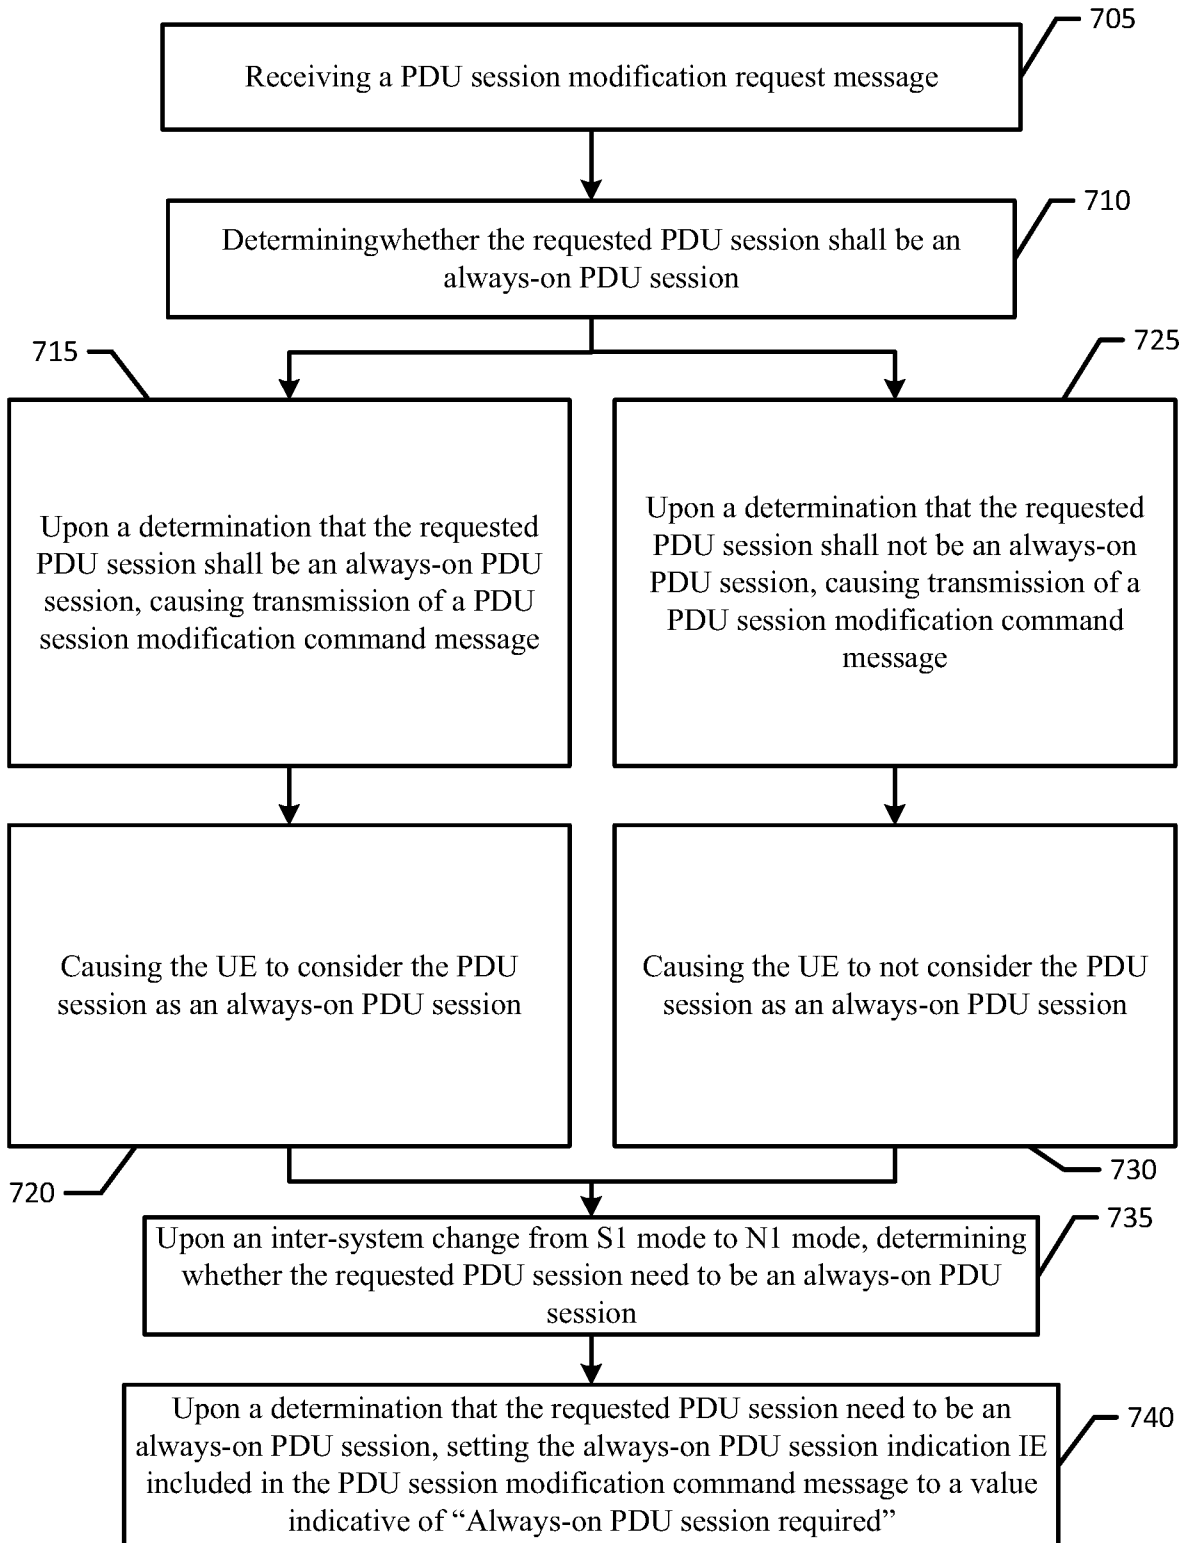 705
Receiving a PDU session modification request message
710
Determiningwhether the requested PDU session shall be an
always-on PDU session
715
725
Upon a determination that the requested
PDU session shall be an always-on PDU
session, causing transmission of a PDU
session modification command message
Upon a determination that the requested
PDU session shall not be an always-on
PDU session, causing transmission of a
PDU session modification command
message
Causing the UE to consider the PDU
session as an always-on PDU session
Causing the UE to not consider the PDU
session as an always-on PDU session
720
730
735
Upon an inter-system change from S1 mode to N1 mode, determining
whether the requested PDU session need to be an always-on PDU
session
740
Upon a determination that the requested PDU session need to be an
always-on PDU session, setting the always-on PDU session indication IE
included in the PDU session modification command message to a value
indicative of “Always-on PDU session required”